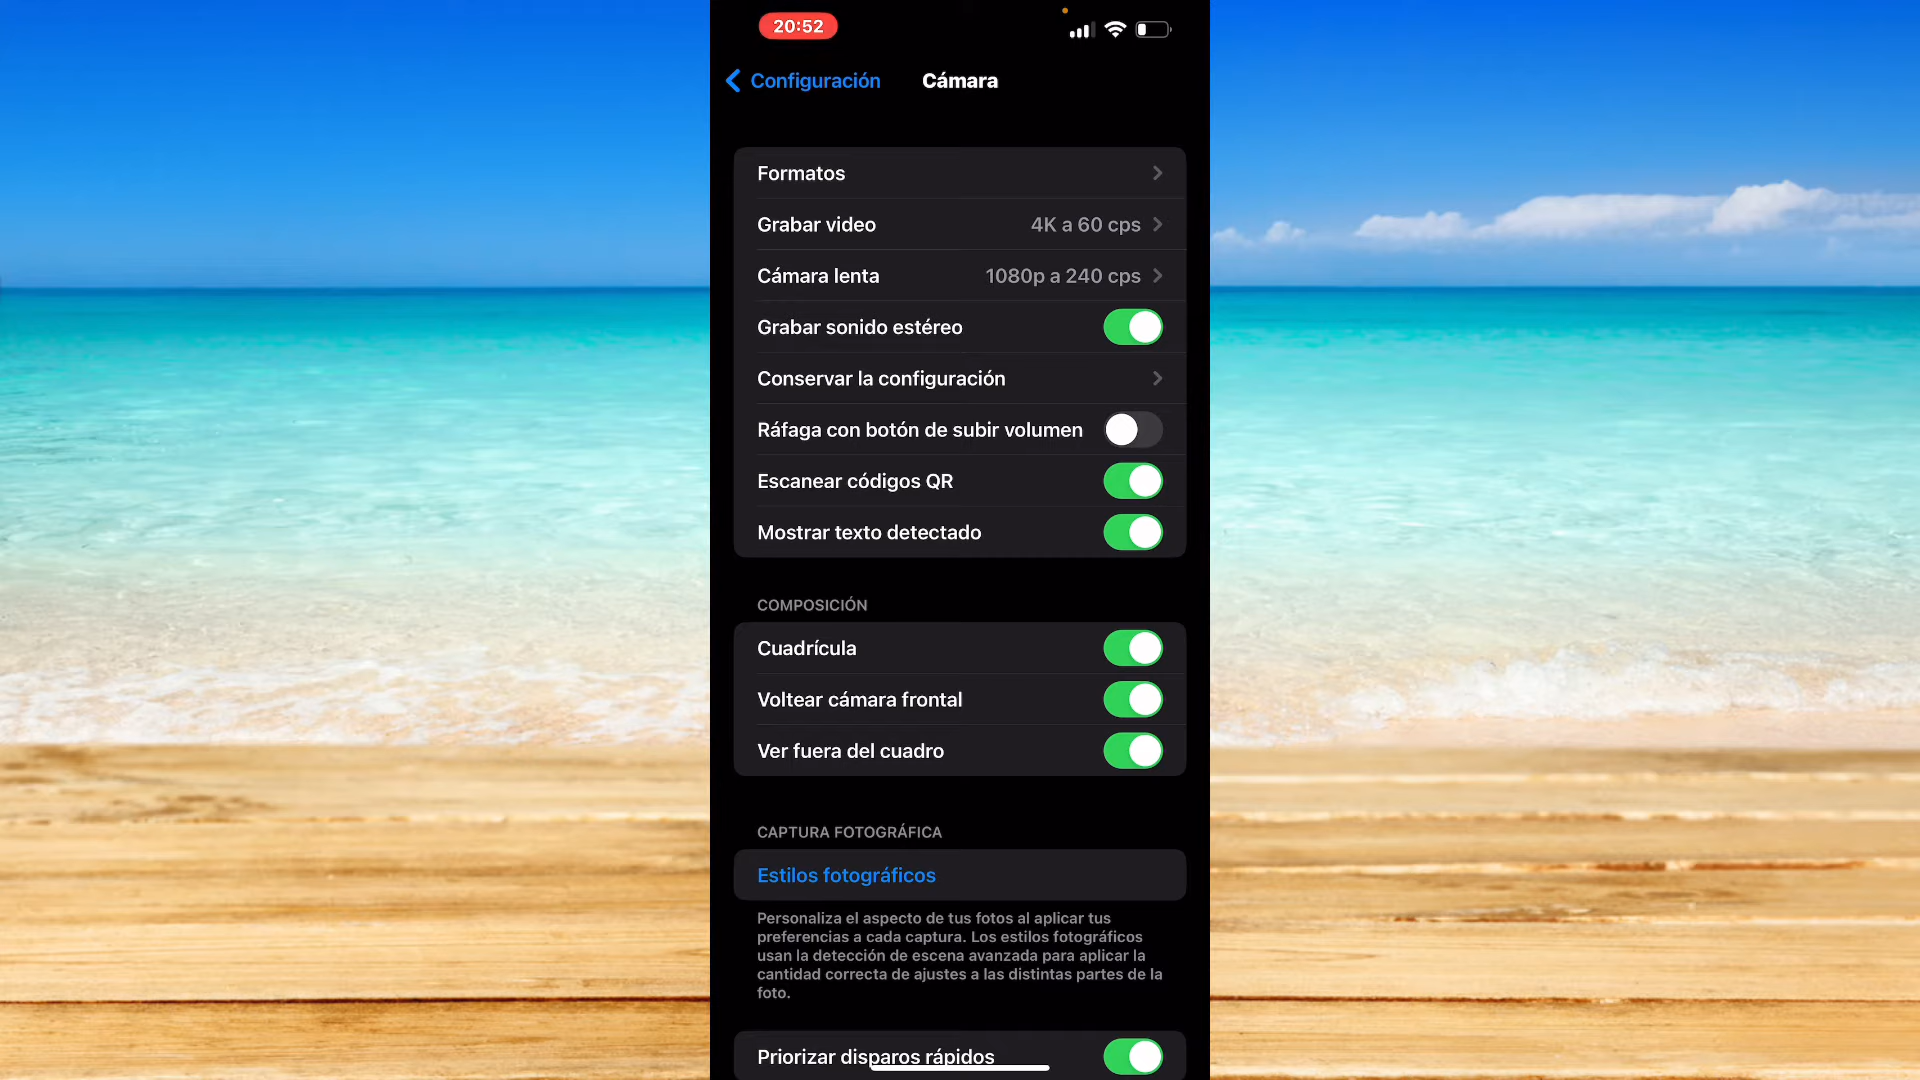 20:52
Configuración
Cámara
Formatos
Grabar video 4K a 60 cps
Cámara lenta 1080p a 240 cps
Grabar sonido estéreo
Conservar la configuración
Ráfaga con botón de subir volumen
Escanear códigos QR
Mostrar texto detectado
COMPOSICIÓN
Cuadrícula
Voltear cámara frontal
Ver fuera del cuadro
CAPTURA FOTOGRÁFICA
Estilos fotográficos
Personaliza el aspecto de tus fotos al aplicar tus
preferencias a cada captura. Los estilos fotográficos
usan la detección de escena avanzada para aplicar la
cantidad correcta de ajustes a las distintas partes de la
foto.
Priorizar disparos rápidos